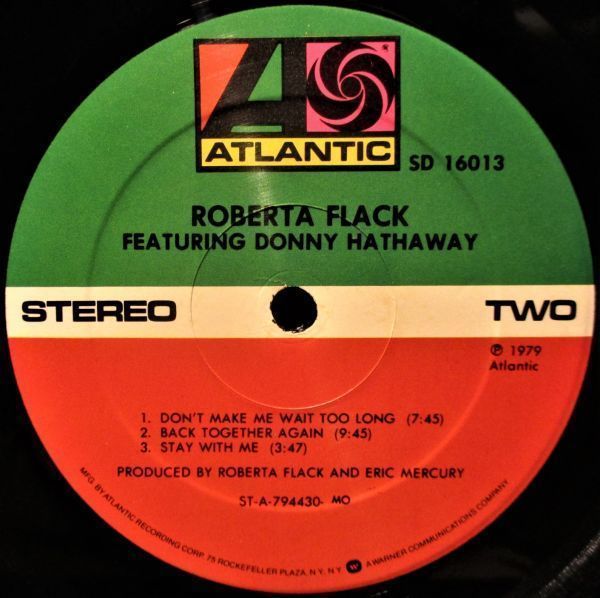 ATLANTIC
SD 16013
ROBERTA FLACK
FEATURING DONNY HATHAWAY
STEREO
TWO
℗ 1979
Atlantic
1. DON'T MAKE ME WAIT TOO LONG (7:45)
2. BACK TOGETHER AGAIN (9:45)
3. STAY WITH ME (3:47)
PRODUCED BY ROBERTA FLACK AND ERIC MERCURY
ST-A-794430- MO
MFG. BY ATLANTIC RECORDING CORP. 75 ROCKEFELLER PLAZA, N.Y., N.Y. W A WARNER COMMUNICATIONS COMPANY